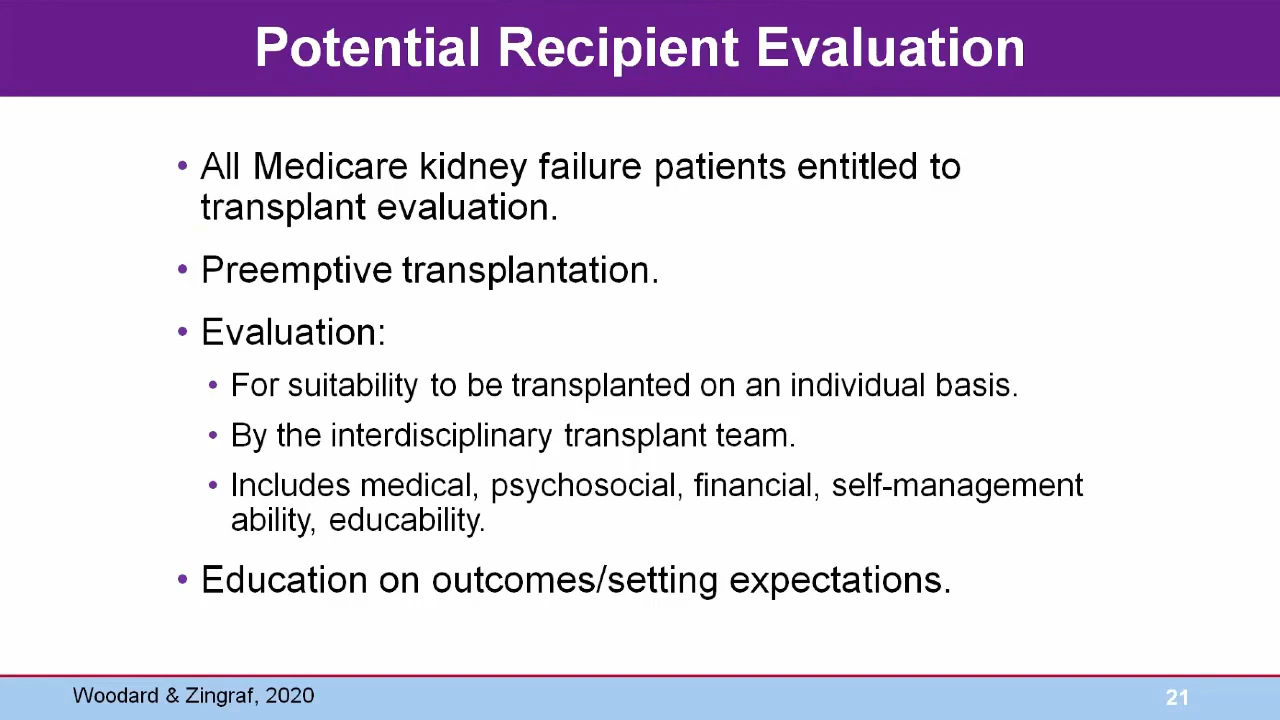 Potential Recipient Evaluation
• All Medicare kidney failure patients entitled to
transplant evaluation.
• Preemptive transplantation.
• Evaluation:
• For suitability to be transplanted on an individual basis.
• By the interdisciplinary transplant team.
• Includes medical, psychosocial, financial, self-management
ability, educability.
• Education on outcomes/setting expectations.
Woodard & Zingraf, 2020
21